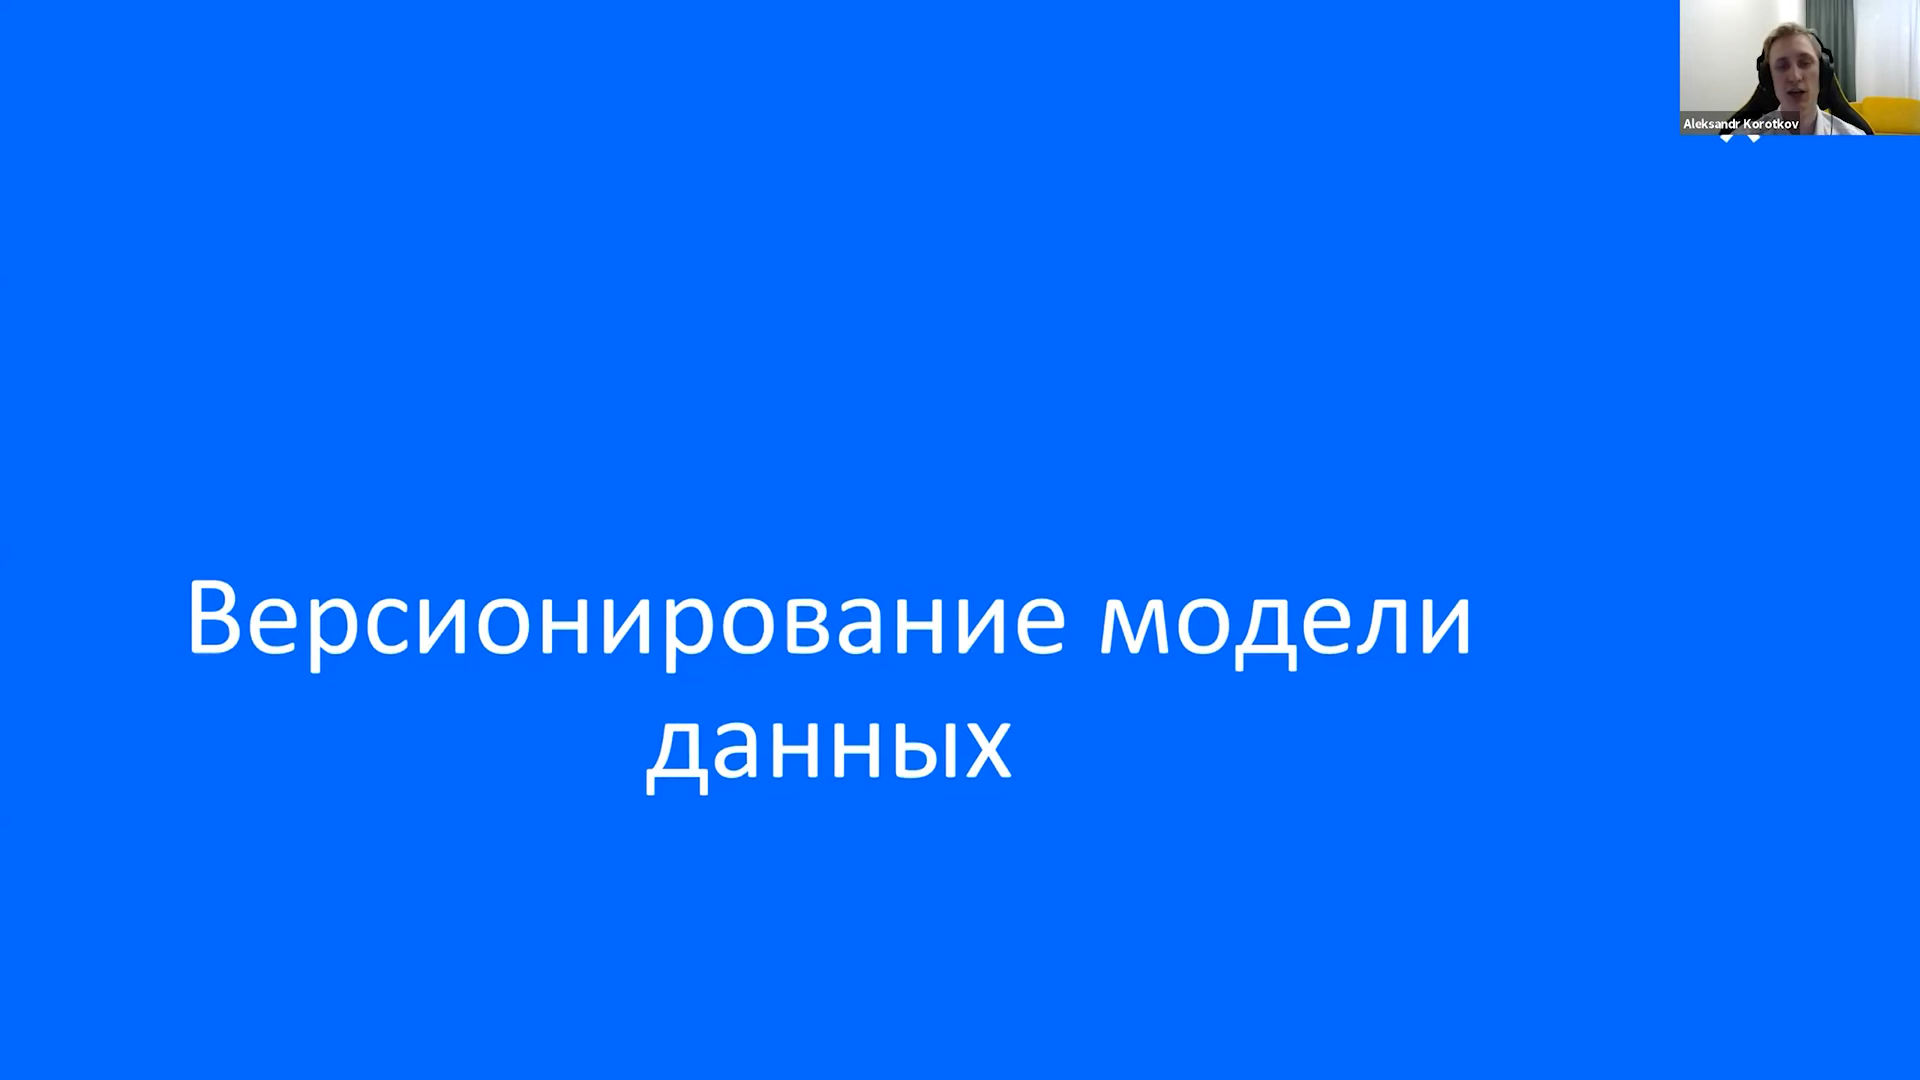 Aleksandr Korotkov
Версионирование модели
данных